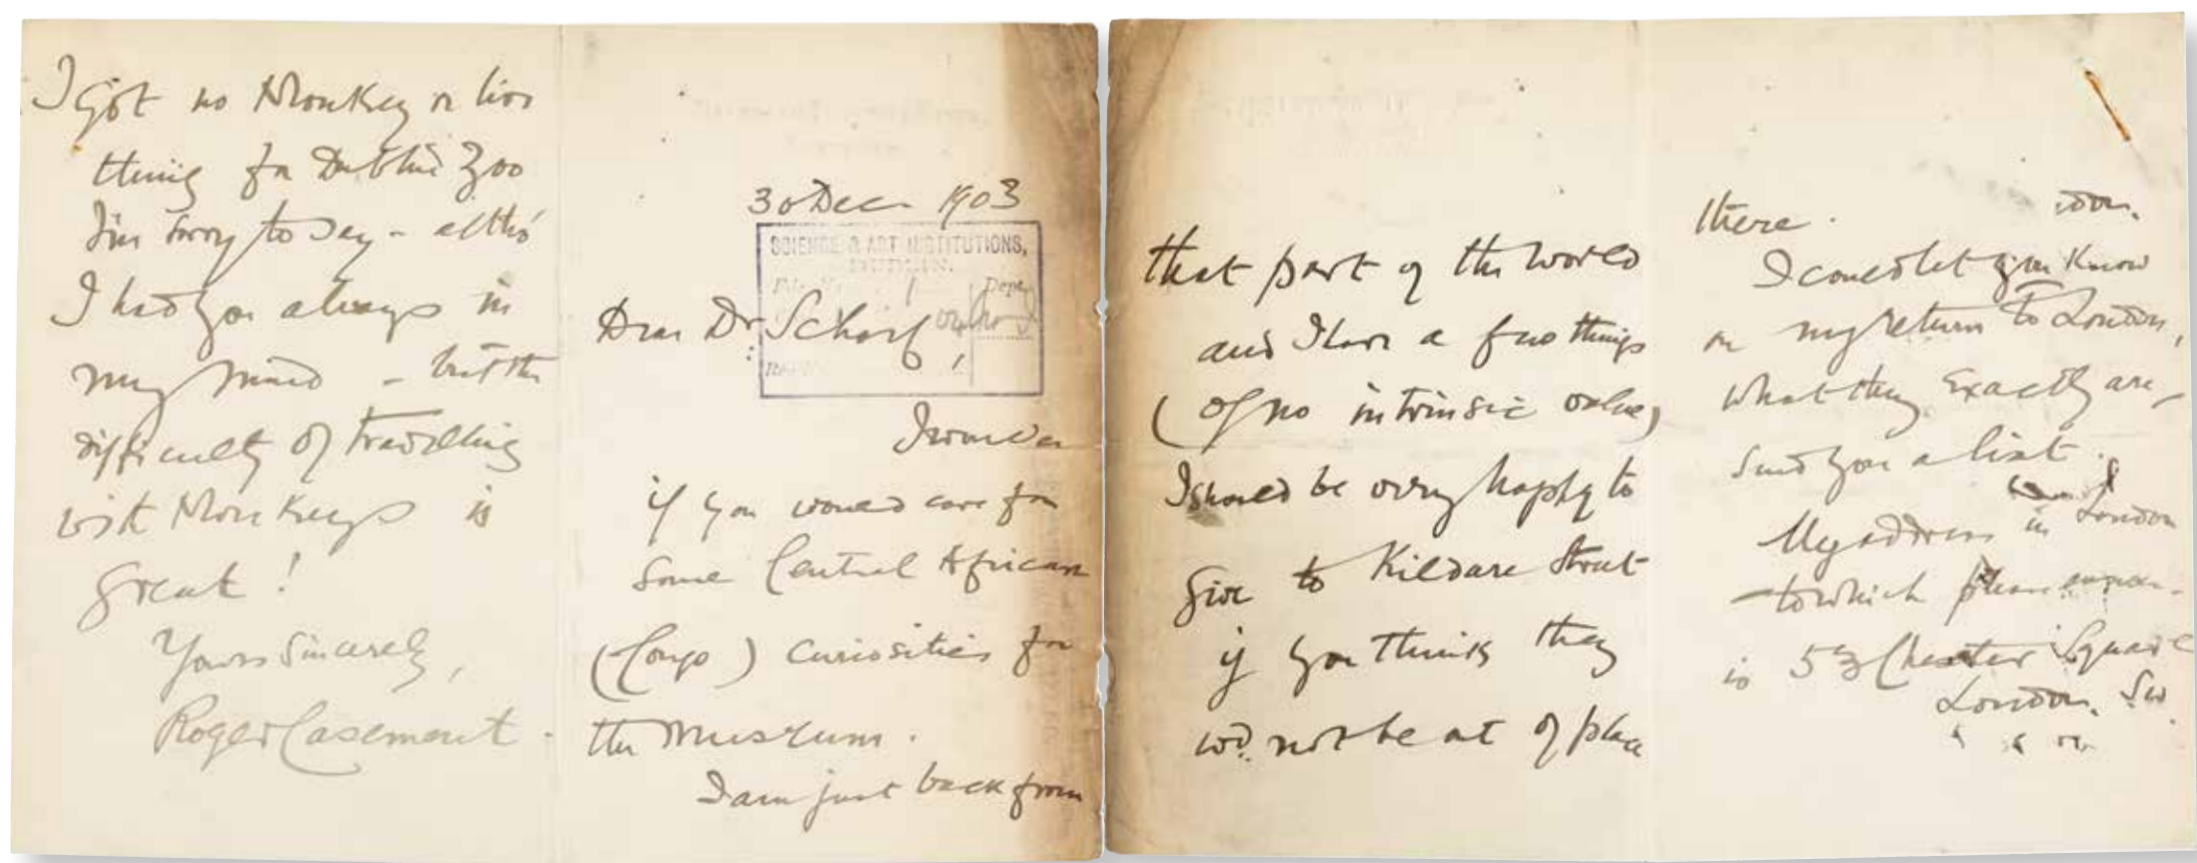 30 Dec 1903
SCIENCE & ART INSTITUTIONS,
Dept
Dear Dr Scharf
I wonder
if you would care for
some Central African
(Congo) curiosities for
the Museum.
I am just back from
that part of the world
and I have a few things
(of no intrinsic value)
I should be very happy to
give to Kildare Street
if you think they
wd. not be out of place
there.
I could let you know
on my return to London,
what they exactly are -
send you a list.
My address in London
- to which please answer -
is 53 Chester Square
London. SW.
I got no Monkey or live
thing for Dublin Zoo
I'm sorry to say - altho'
I had you always in
my mind - but the
difficulty of travelling
with Monkeys is
great!
Yours sincerely,
Roger Casement.